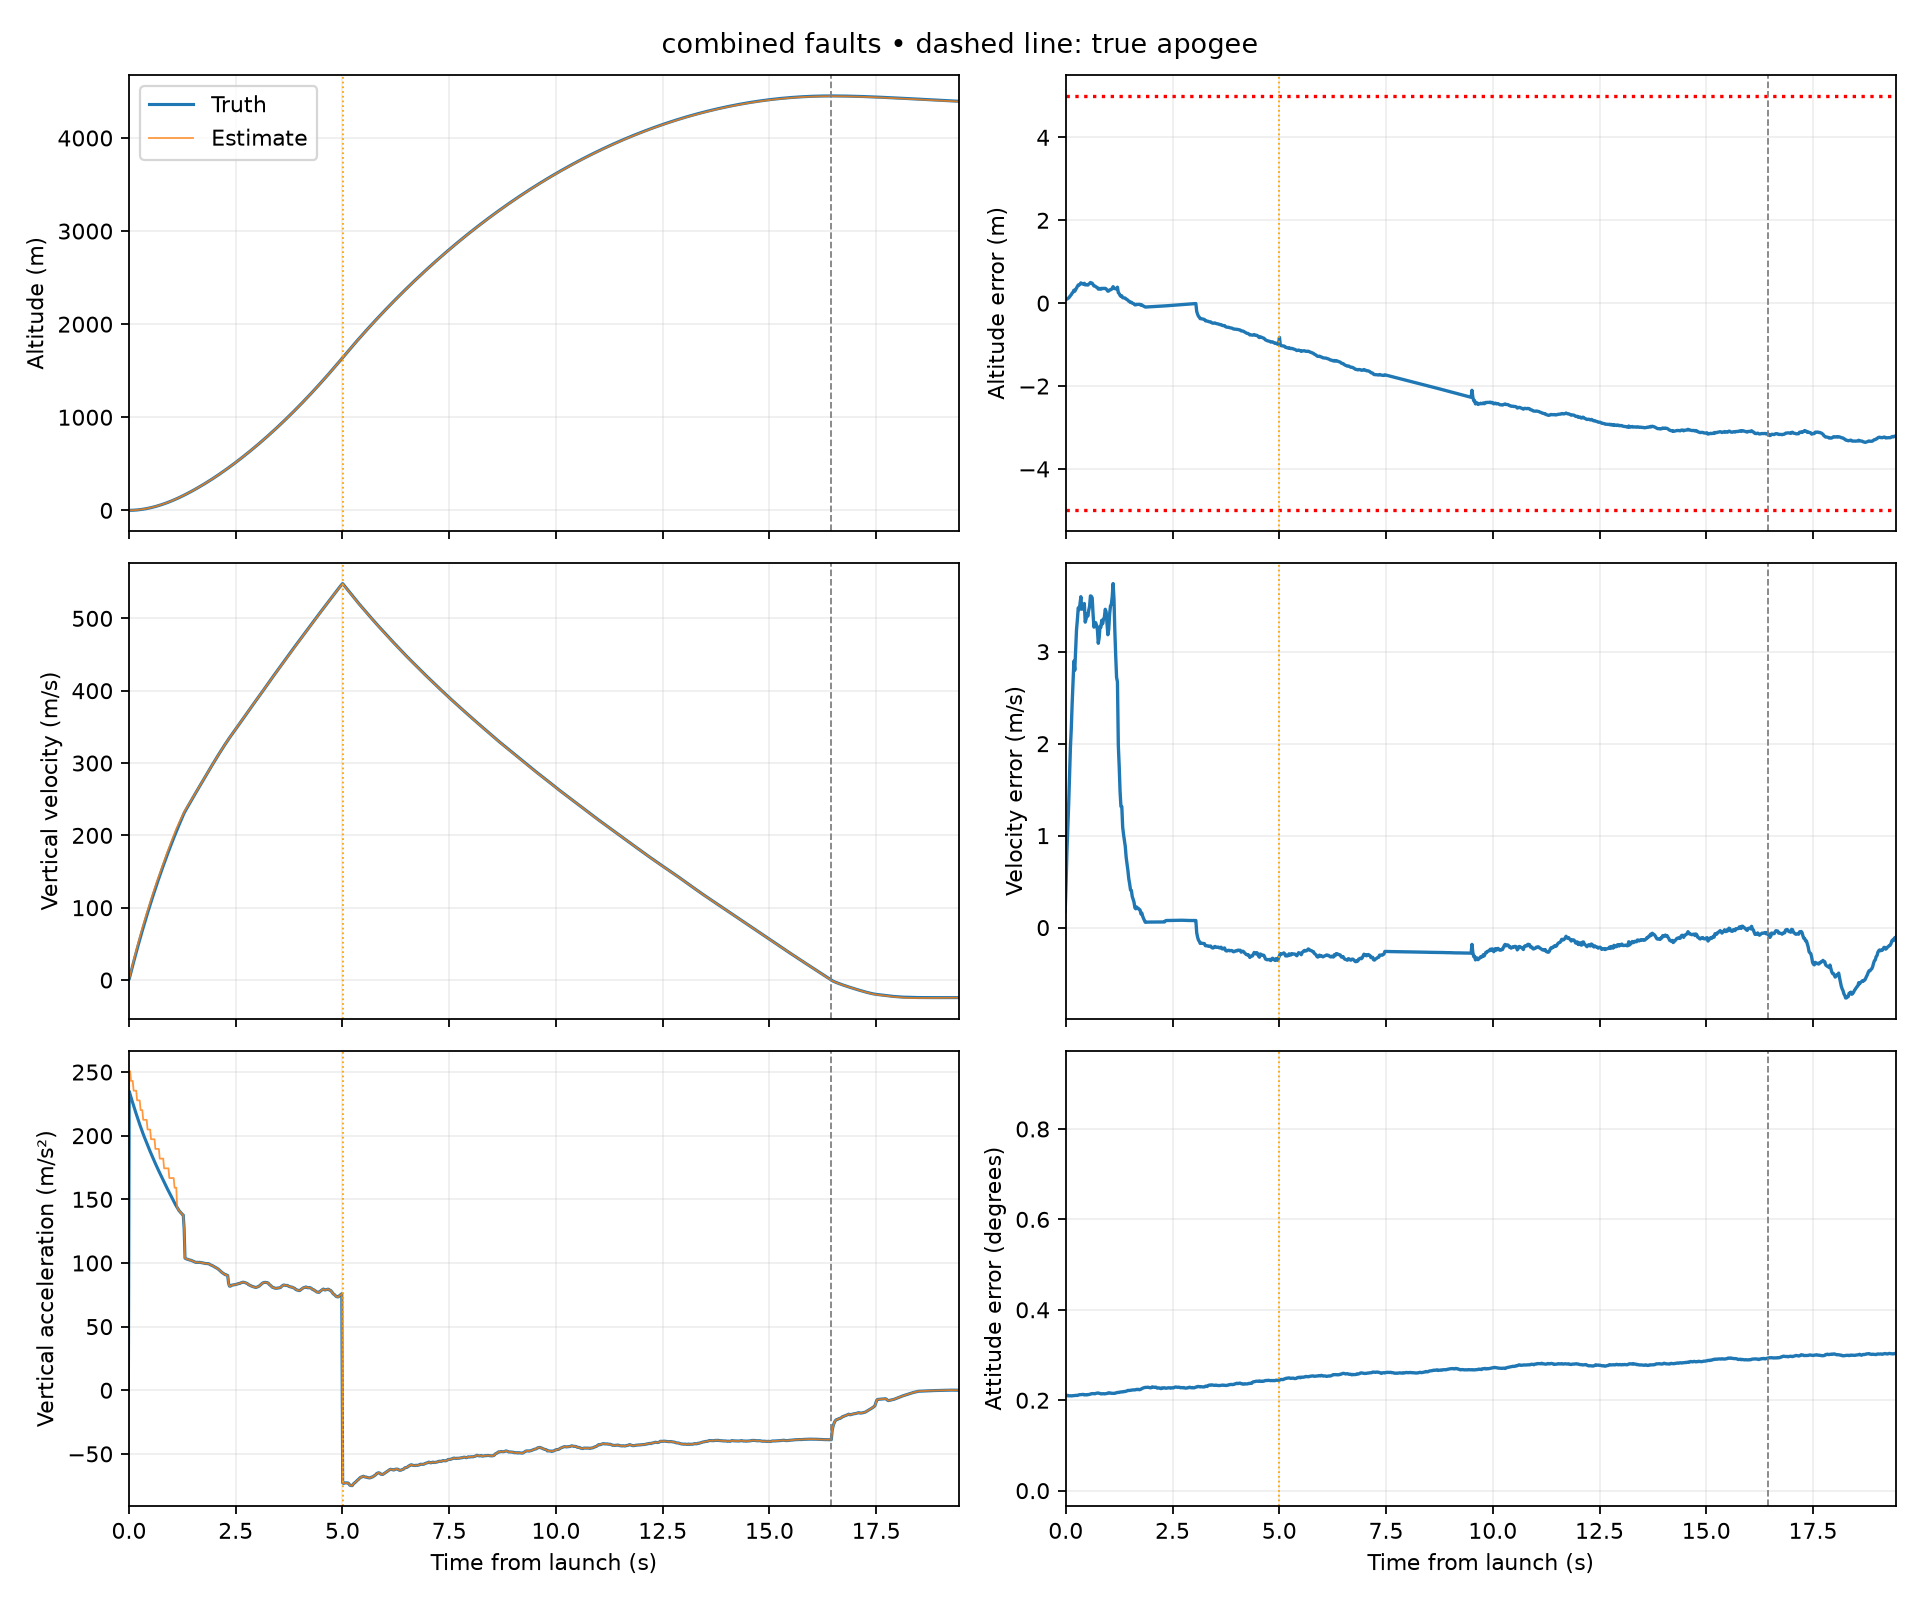 combined faults • dashed line: true apogee
Truth
Estimate
Altitude (m)
4000
3000
2000
1000
0
Altitude error (m)
4
2
0
−2
−4
Vertical velocity (m/s)
500
400
300
200
100
0
Velocity error (m/s)
3
2
1
0
Vertical acceleration (m/s²)
250
200
150
100
50
0
−50
0.0 2.5 5.0 7.5 10.0 12.5 15.0 17.5
Time from launch (s)
Attitude error (degrees)
0.8
0.6
0.4
0.2
0.0
0.0 2.5 5.0 7.5 10.0 12.5 15.0 17.5
Time from launch (s)